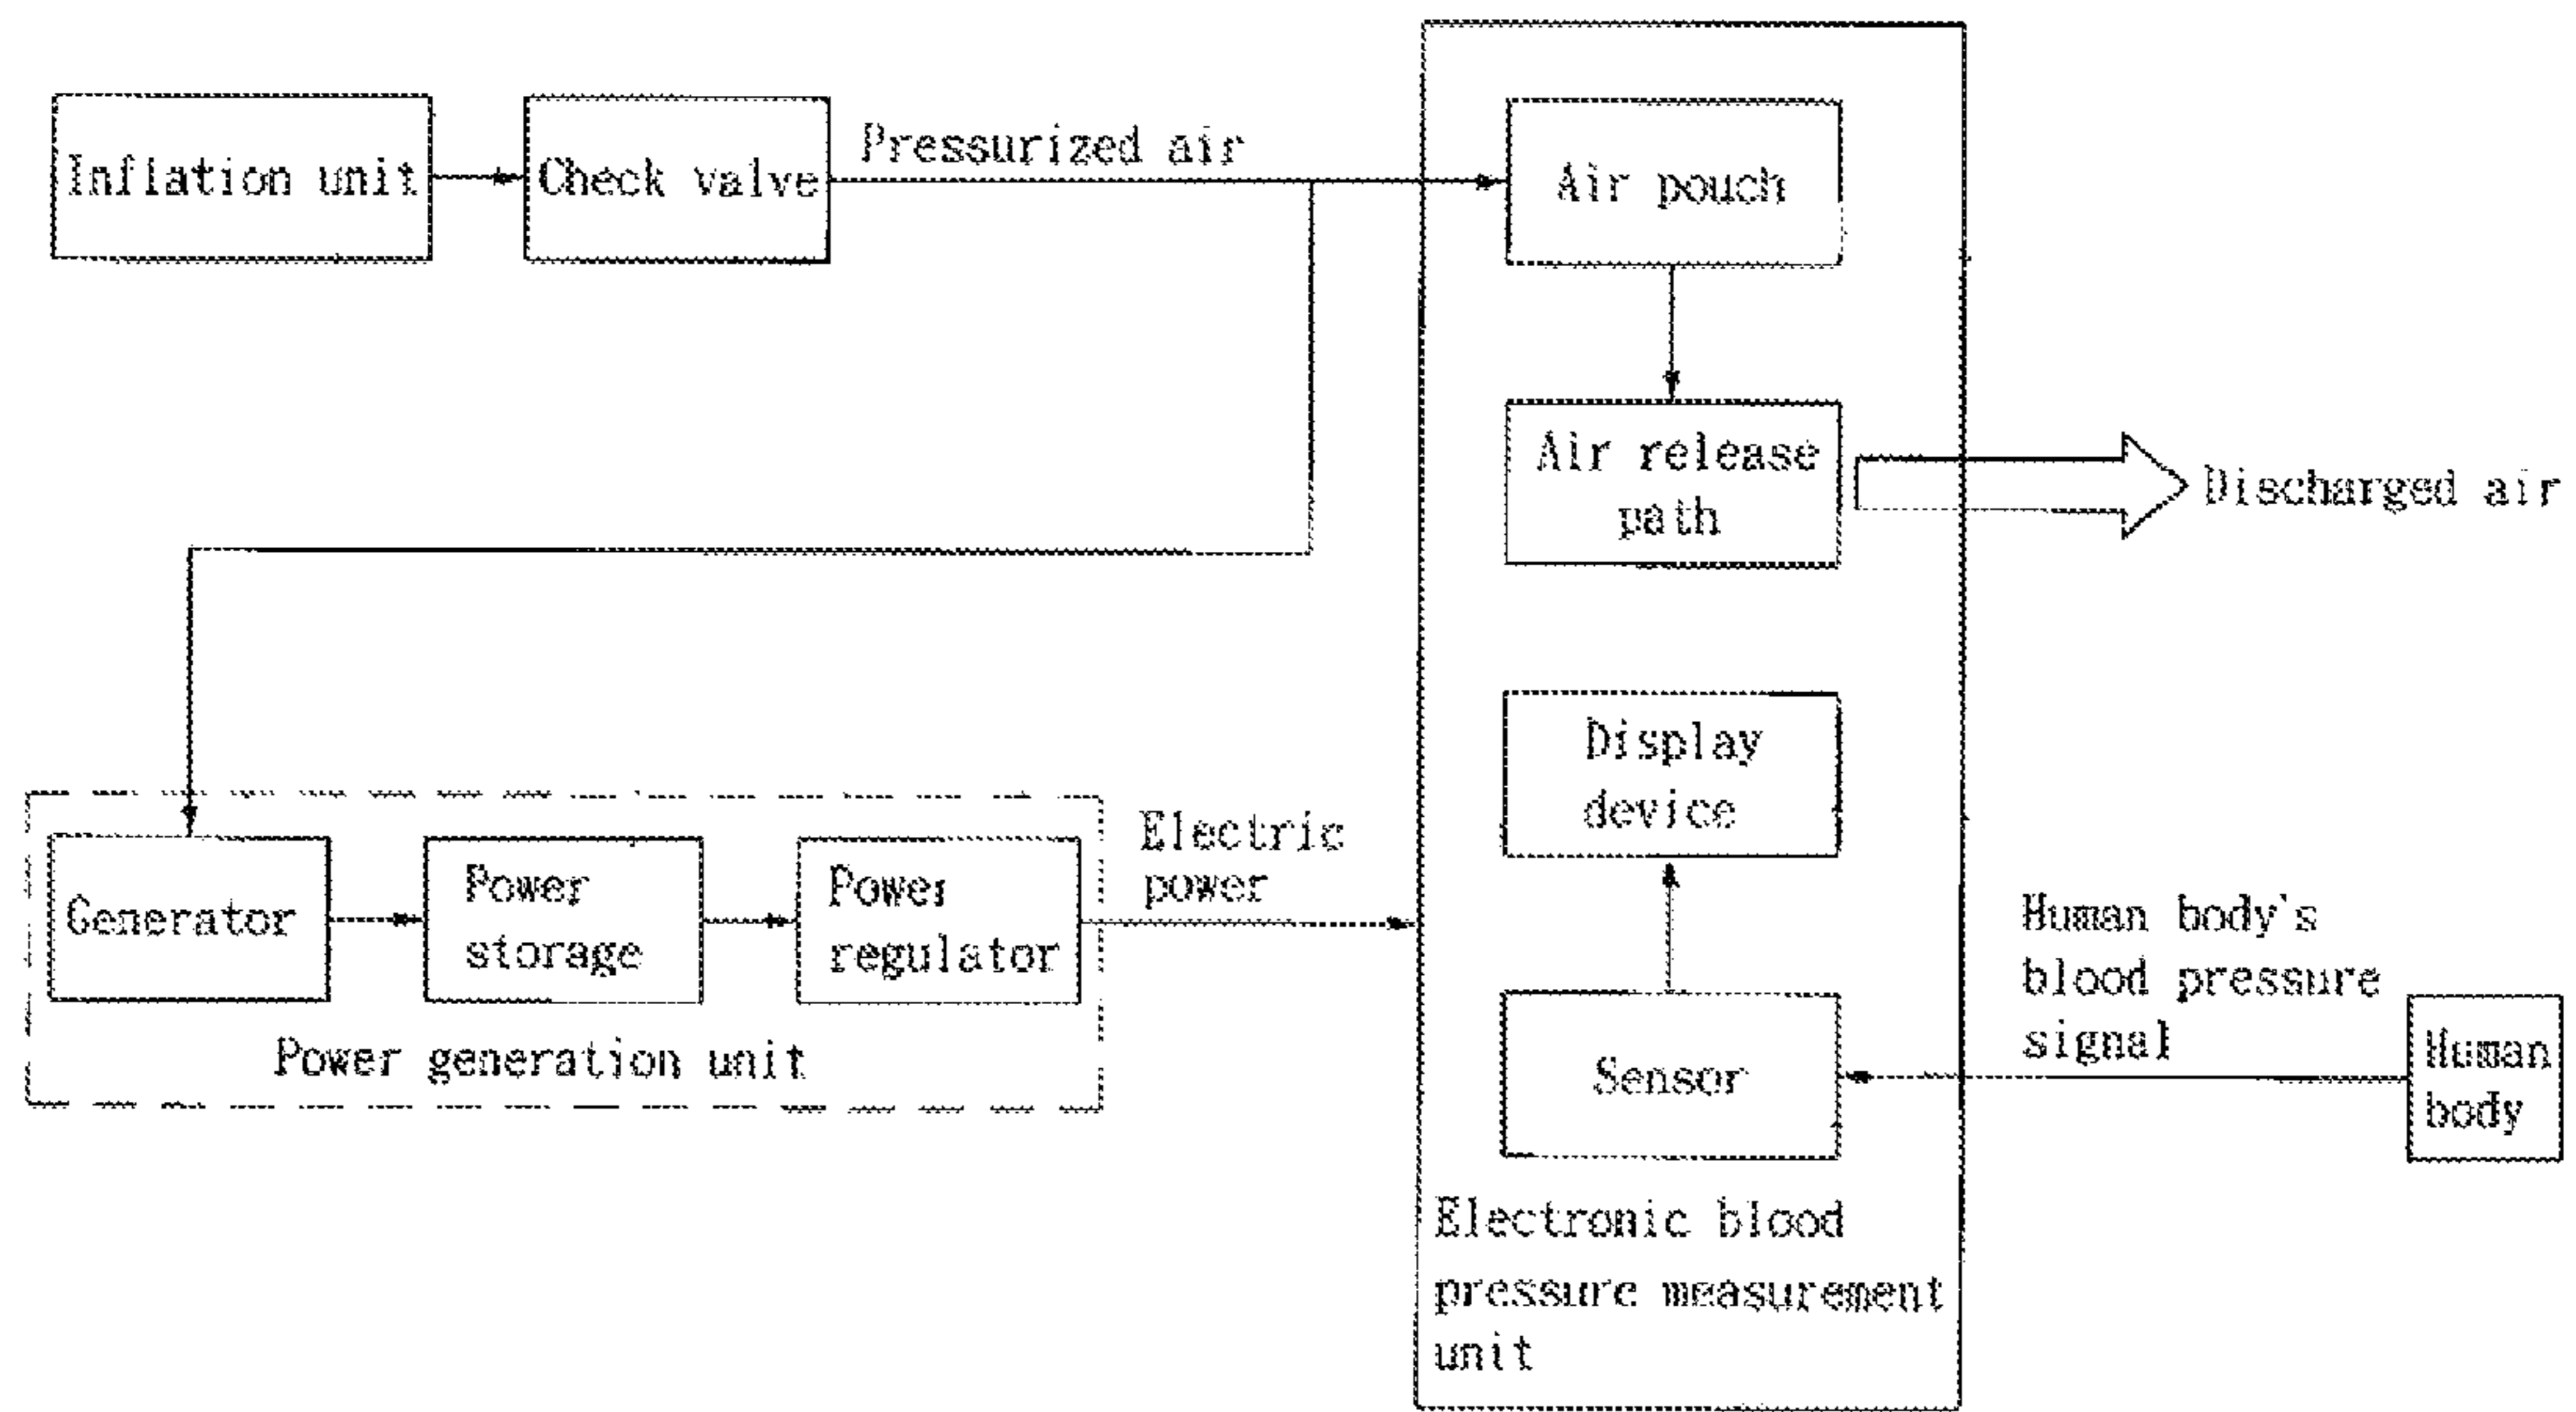 Inflation unit
Check valve
Pressurized air
Air pouch
Air release
path
Discharged air
Display
device
Generator
Power
storage
Power
regulator
Power generation unit
Electric
power
Sensor
Human body's
blood pressure
signal
Human
body
Electronic blood
pressure measurement
unit